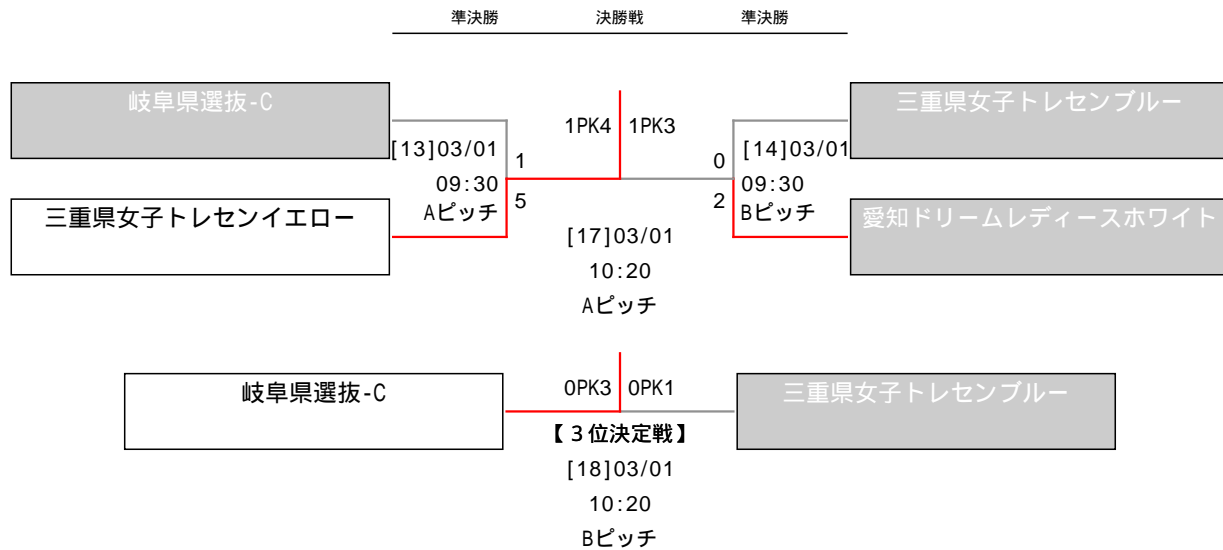 準決勝 決勝戦 準決勝
岐阜県選抜-C
三重県女子トレセンブルー
1PK4 1PK3
[13]03/01
1
0
[14]03/01
09:30
Aピッチ
5
2
09:30
Bピッチ
三重県女子トレセンイエロー
愛知ドリームレディースホワイト
[17]03/01
10:20
Aピッチ
岐阜県選抜-C
0PK3 0PK1
三重県女子トレセンブルー
【３位決定戦】
[18]03/01
10:20
Bピッチ